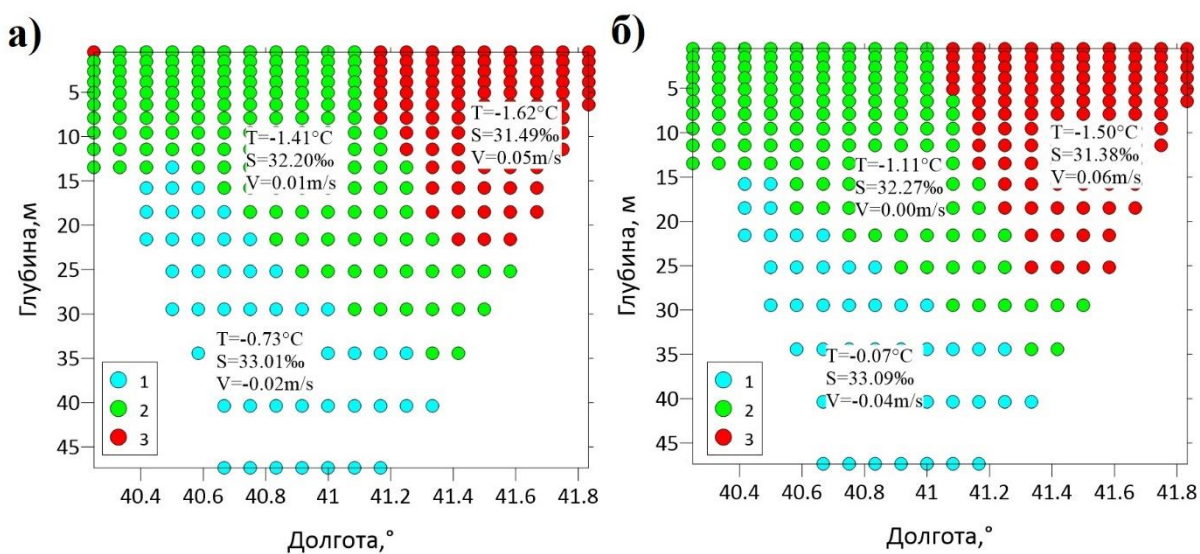 а)
T=-1.62°C
S=31.49‰
V=0.05m/s
T=-1.41°C
S=32.20‰
V=0.01m/s
T=-0.73°C
S=33.01‰
V=-0.02m/s
1
2
3
5
10
15
20
25
30
35
40
45
Глубина,м
40.4 40.6 40.8 41 41.2 41.4 41.6 41.8
Долгота,°
б)
T=-1.50°C
S=31.38‰
V=0.06m/s
T=-1.11°C
S=32.27‰
V=0.00m/s
T=-0.07°C
S=33.09‰
V=-0.04m/s
1
2
3
5
10
15
20
25
30
35
40
45
Глубина, м
40.4 40.6 40.8 41 41.2 41.4 41.6 41.8
Долгота,°